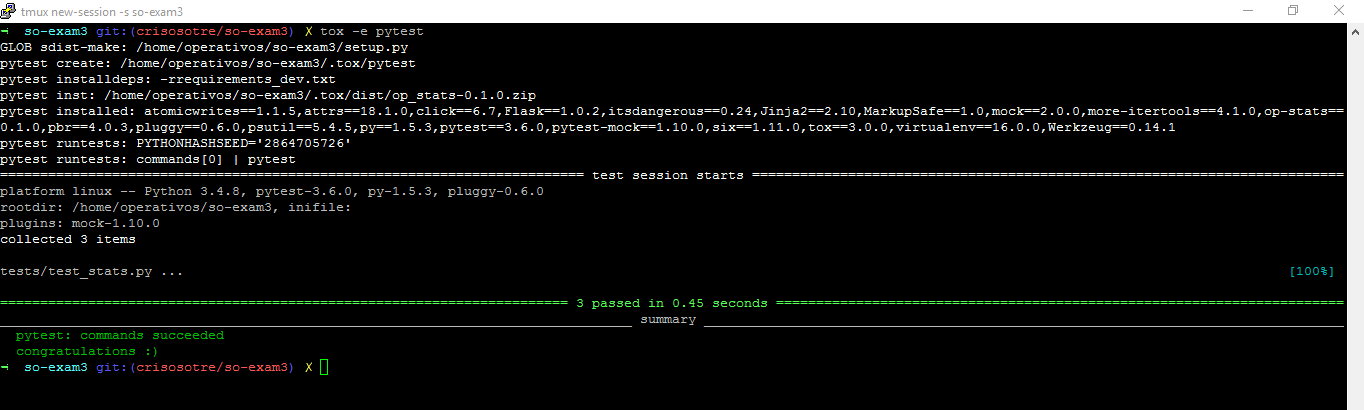 tmux new-session -s so-exam3
→ so-exam3 git:(crisosotre/so-exam3) X tox -e pytest
GLOB sdist-make: /home/operativos/so-exam3/setup.py
pytest create: /home/operativos/so-exam3/.tox/pytest
pytest installdeps: -rrequirements_dev.txt
pytest inst: /home/operativos/so-exam3/.tox/dist/op_stats-0.1.0.zip
pytest installed: atomicwrites==1.1.5,attrs==18.1.0,click==6.7,Flask==1.0.2,itsdangerous==0.24,Jinja2==2.10,MarkupSafe==1.0,mock==2.0.0,more-itertools==4.1.0,op-stats==
0.1.0,pbr==4.0.3,pluggy==0.6.0,psutil==5.4.5,py==1.5.3,pytest==3.6.0,pytest-mock==1.10.0,six==1.11.0,tox==3.0.0,virtualenv==16.0.0,Werkzeug==0.14.1
pytest runtests: PYTHONHASHSEED='2864705726'
pytest runtests: commands[0] | pytest
test session starts
platform linux -- Python 3.4.8, pytest-3.6.0, py-1.5.3, pluggy-0.6.0
rootdir: /home/operativos/so-exam3, inifile:
plugins: mock-1.10.0
collected 3 items
tests/test_stats.py ... [100%]
3 passed in 0.45 seconds
summary
pytest: commands succeeded
congratulations :)
→ so-exam3 git:(crisosotre/so-exam3) X